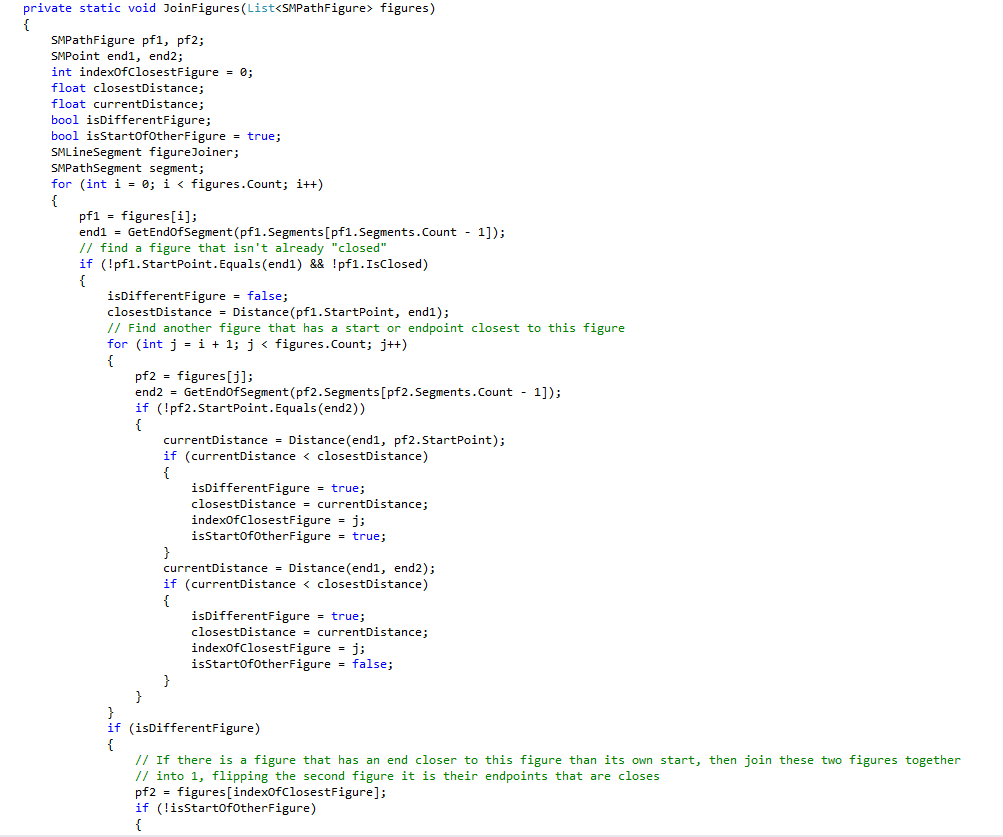 private static void JoinFigures(List<SMPathFigure> figures)
{
    SMPathFigure pf1, pf2;
    SMPoint end1, end2;
    int indexOfClosestFigure = 0;
    float closestDistance;
    float currentDistance;
    bool isDifferentFigure;
    bool isStartOfOtherFigure = true;
    SMLineSegment figureJoiner;
    SMPathSegment segment;
    for (int i = 0; i < figures.Count; i++)
    {
        pf1 = figures[i];
        end1 = GetEndOfSegment(pf1.Segments[pf1.Segments.Count - 1]);
        // find a figure that isn't already "closed"
        if (!pf1.StartPoint.Equals(end1) && !pf1.IsClosed)
        {
            isDifferentFigure = false;
            closestDistance = Distance(pf1.StartPoint, end1);
            // Find another figure that has a start or endpoint closest to this figure
            for (int j = i + 1; j < figures.Count; j++)
            {
                pf2 = figures[j];
                end2 = GetEndOfSegment(pf2.Segments[pf2.Segments.Count - 1]);
                if (!pf2.StartPoint.Equals(end2))
                {
                    currentDistance = Distance(end1, pf2.StartPoint);
                    if (currentDistance < closestDistance)
                    {
                        isDifferentFigure = true;
                        closestDistance = currentDistance;
                        indexOfClosestFigure = j;
                        isStartOfOtherFigure = true;
                    }
                    currentDistance = Distance(end1, end2);
                    if (currentDistance < closestDistance)
                    {
                        isDifferentFigure = true;
                        closestDistance = currentDistance;
                        indexOfClosestFigure = j;
                        isStartOfOtherFigure = false;
                    }
                }
            }
            if (isDifferentFigure)
            {
                // If there is a figure that has an end closer to this figure than its own start, then join these two figures together
                // into 1, flipping the second figure it is their endpoints that are closes
                pf2 = figures[indexOfClosestFigure];
                if (!isStartOfOtherFigure)
                {